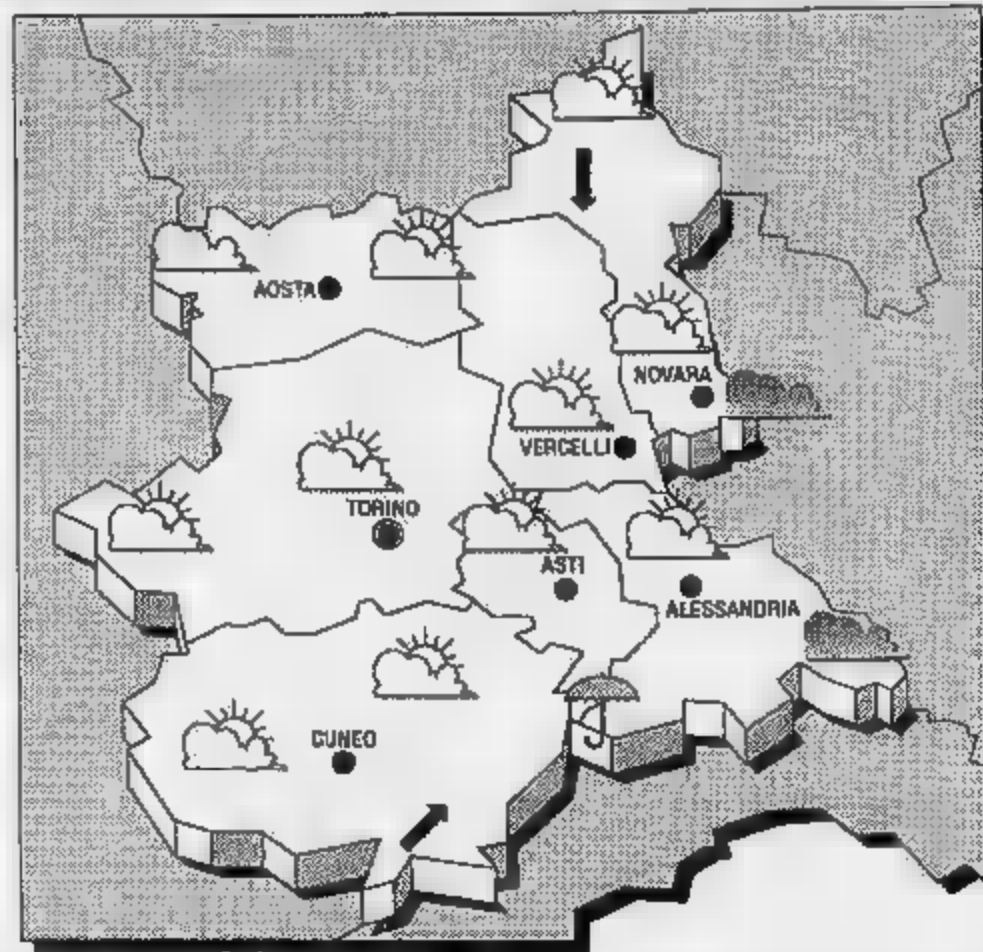 AOSTA
NOVARA
VERCELLI
TORINO
ASTI
ALESSANDRIA
CUNEO